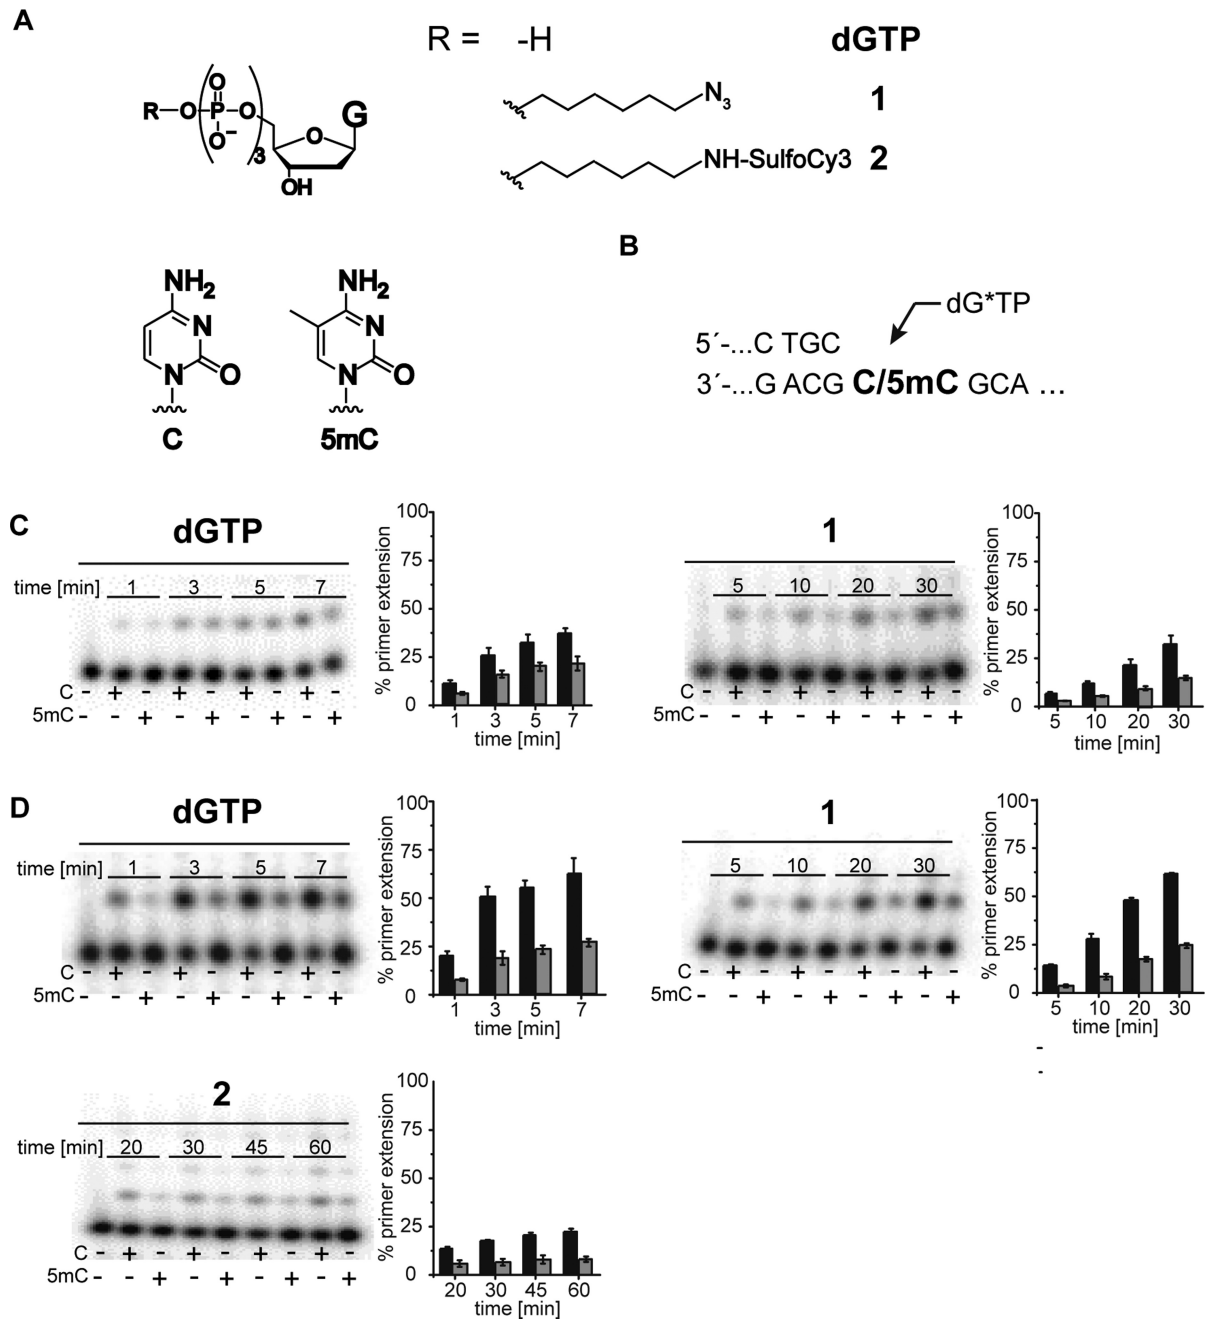 A
R = -H dGTP
N3 1
NH-SulfoCy3 2
R–O P O O O– 3 O G OH
B
dG*TP
5´-...C TGC
3´-...G ACG C/5mC GCA ...
NH2 N N O
C
NH2 N N O
5mC
C
dGTP
time [min] 1 3 5 7
C - + - + - + - + -
5mC - - + - + - + - +
% primer extension
100
75
50
25
0
1 3 5 7
time [min]
1
5 10 20 30
C - + - + - + - + -
5mC - - + - + - + - +
% primer extension
100
75
50
25
0
5 10 20 30
time [min]
D
dGTP
time [min] 1 3 5 7
C - + - + - + - + -
5mC - - + - + - + - +
% primer extension
100
75
50
25
0
1 3 5 7
time [min]
1
5 10 20 30
C - + - + - + - + -
5mC - - + - + - + - +
% primer extension
100
75
50
25
0
5 10 20 30
time [min]
-
-
2
time [min] 20 30 45 60
C - + - + - + - + -
5mC - - + - + - + - +
% primer extension
100
75
50
25
0
20 30 45 60
time [min]